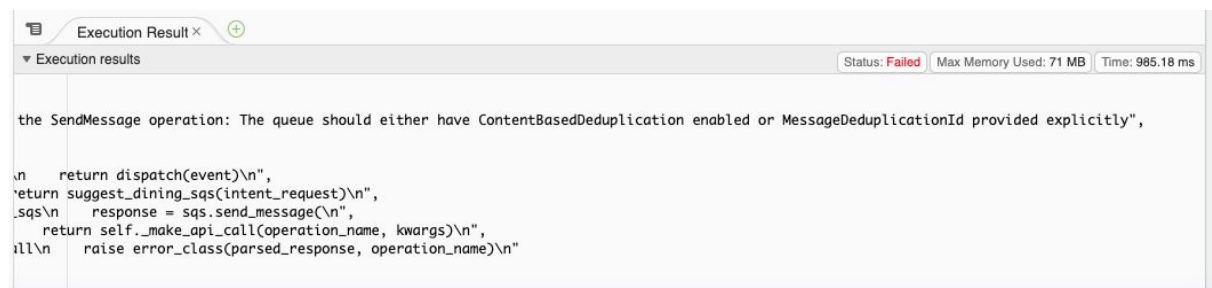 Execution Result ×
Execution results
Status: Failed Max Memory Used: 71 MB Time: 985.18 ms
the SendMessage operation: The queue should either have ContentBasedDeduplication enabled or MessageDeduplicationId provided explicitly",
\n    return dispatch(event)\n",
return suggest_dining_sqs(intent_request)\n",
_sqs\n    response = sqs.send_message(\n",
return self._make_api_call(operation_name, kwargs)\n",
all\n    raise error_class(parsed_response, operation_name)\n"